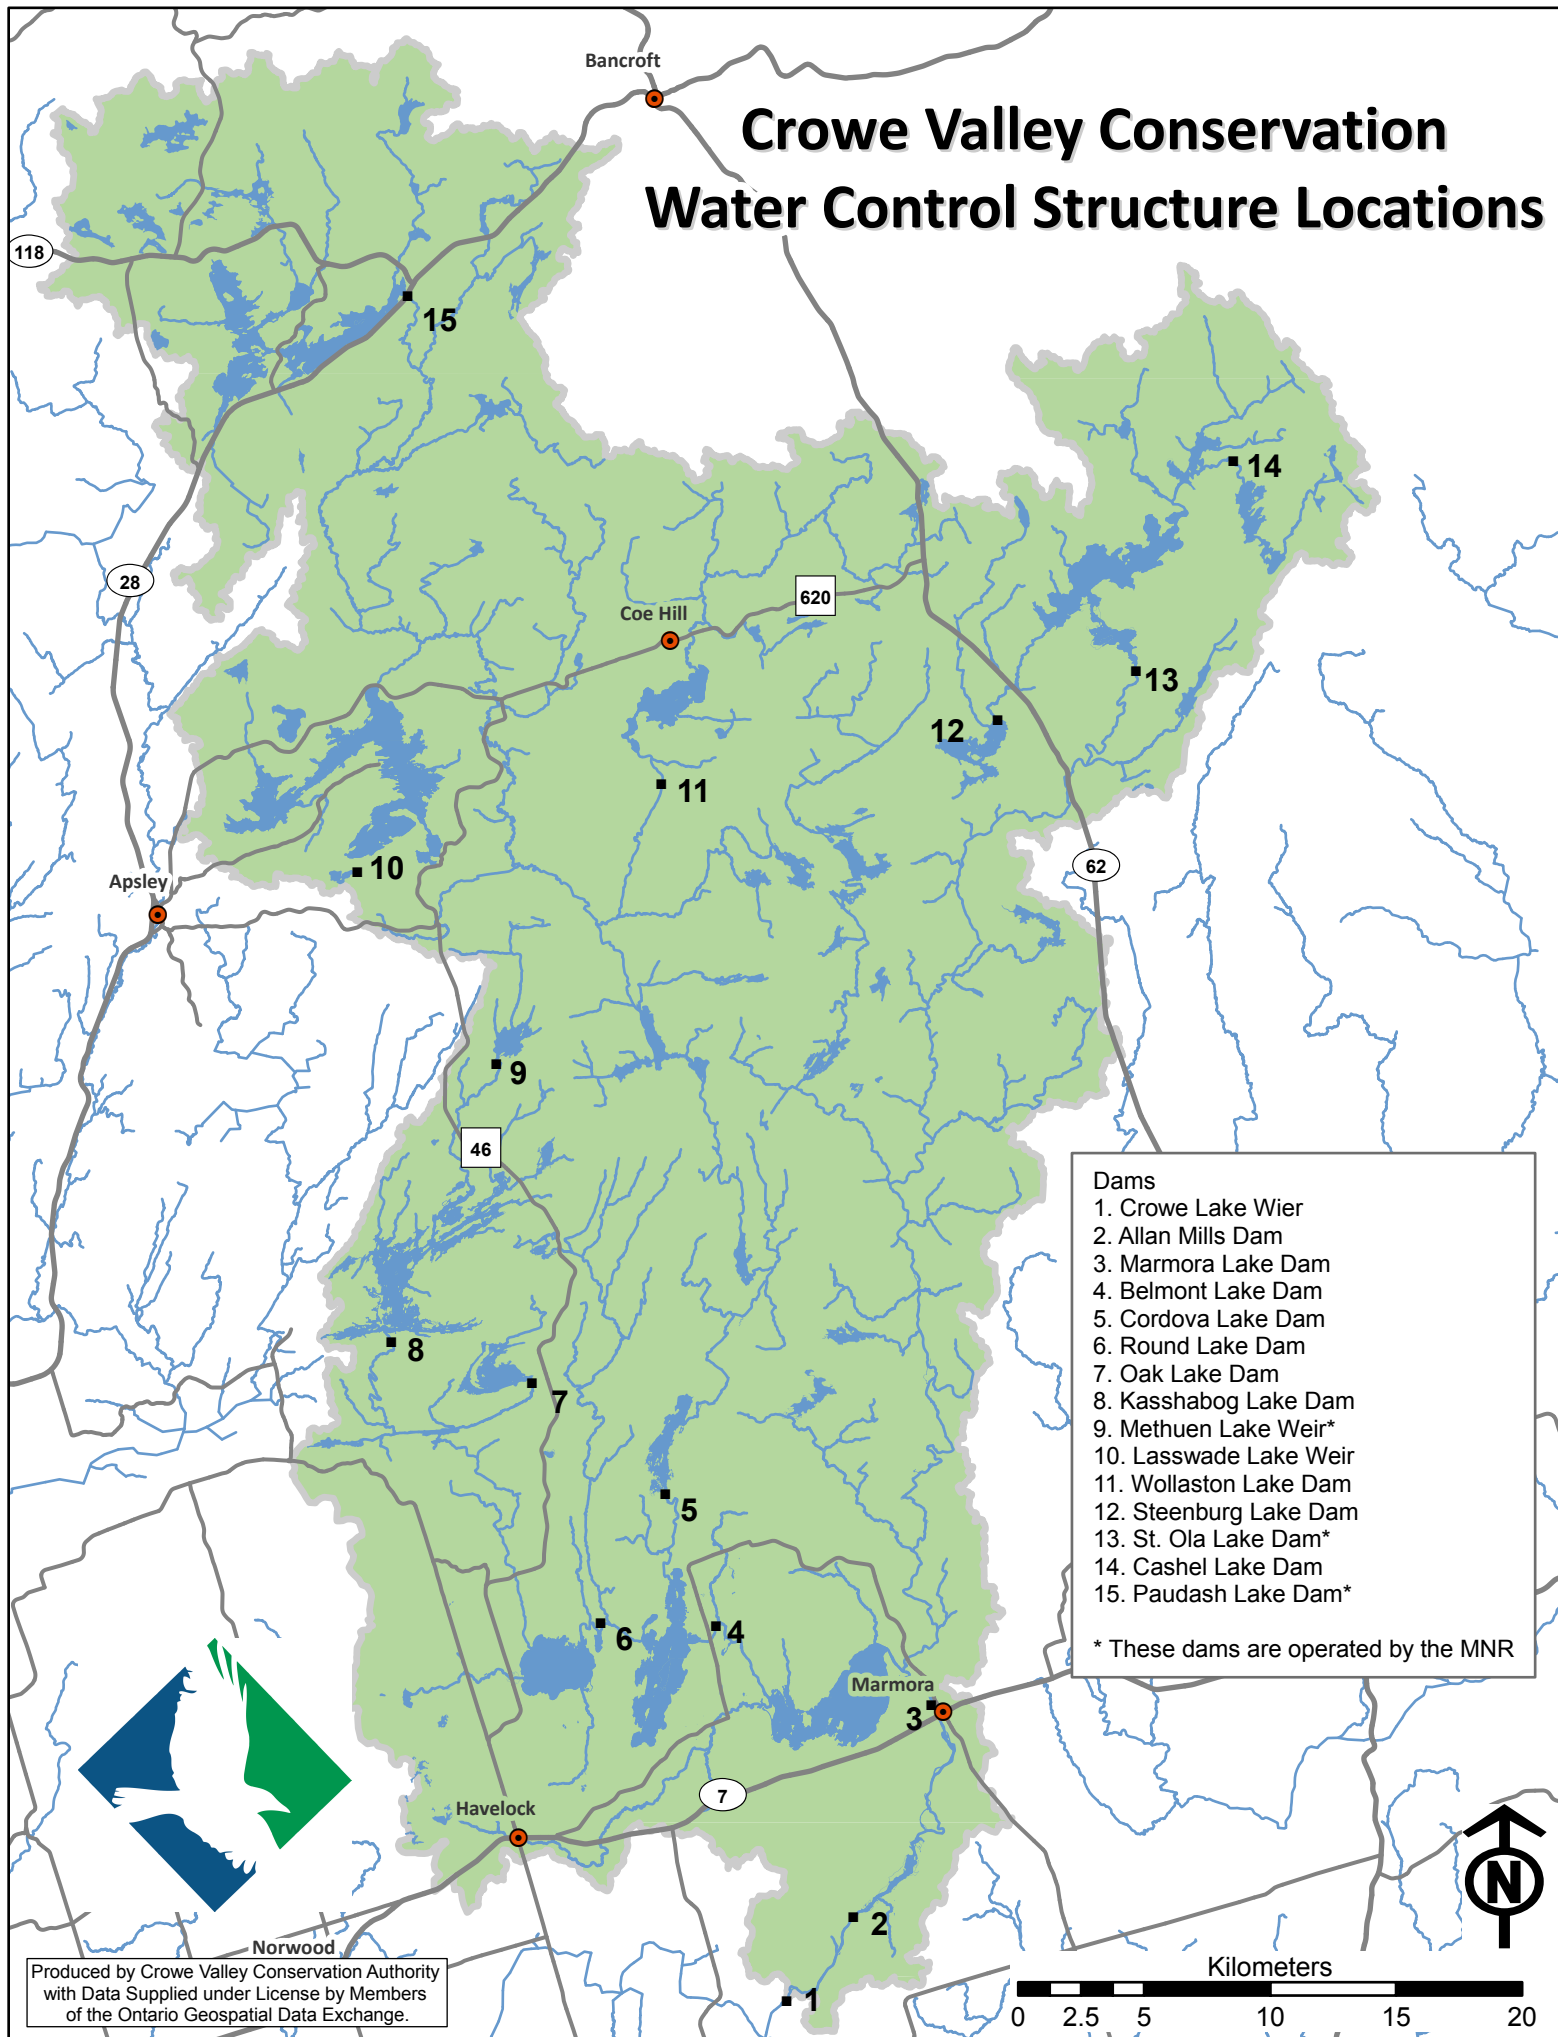 Bancroft
Crowe Valley Conservation
Water Control Structure Locations
118
15
14
28
620
Coe Hill
13
12
11
10
62
Apsley
9
46
Dams
1. Crowe Lake Wier
2. Allan Mills Dam
3. Marmora Lake Dam
4. Belmont Lake Dam
5. Cordova Lake Dam
6. Round Lake Dam
7. Oak Lake Dam
8. Kasshabog Lake Dam
9. Methuen Lake Weir*
10. Lasswade Lake Weir
11. Wollaston Lake Dam
12. Steenburg Lake Dam
13. St. Ola Lake Dam*
14. Cashel Lake Dam
15. Paudash Lake Dam*
* These dams are operated by the MNR
8
7
5
6
4
Marmora
3
7
Havelock
N
2
Norwood
Produced by Crowe Valley Conservation Authority
with Data Supplied under License by Members
of the Ontario Geospatial Data Exchange.
1
Kilometers
0 2.5 5 10 15 20